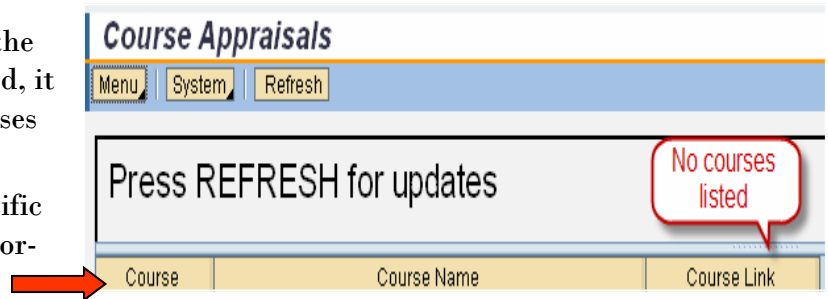 the
d, it
ses
ific
or-
Course Appraisals
Menu System Refresh
Press REFRESH for updates
No courses
listed
Course Course Name Course Link